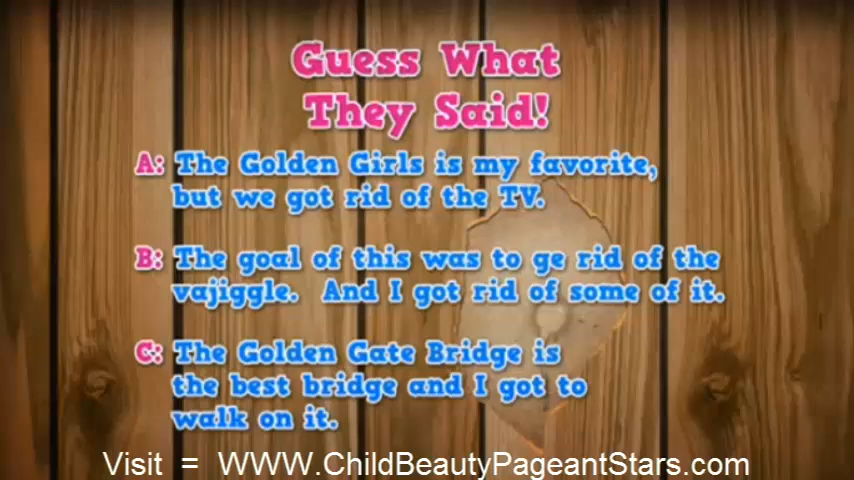 Guess What
They Said!
A: The Golden Girls is my favorite,
but we got rid of the TV.
B: The goal of this was to ge rid of the
vajiggle. And I got rid of some of it.
C: The Golden Gate Bridge is
the best bridge and I got to
walk on it.
Visit = WWW.ChildBeautyPageantStars.com